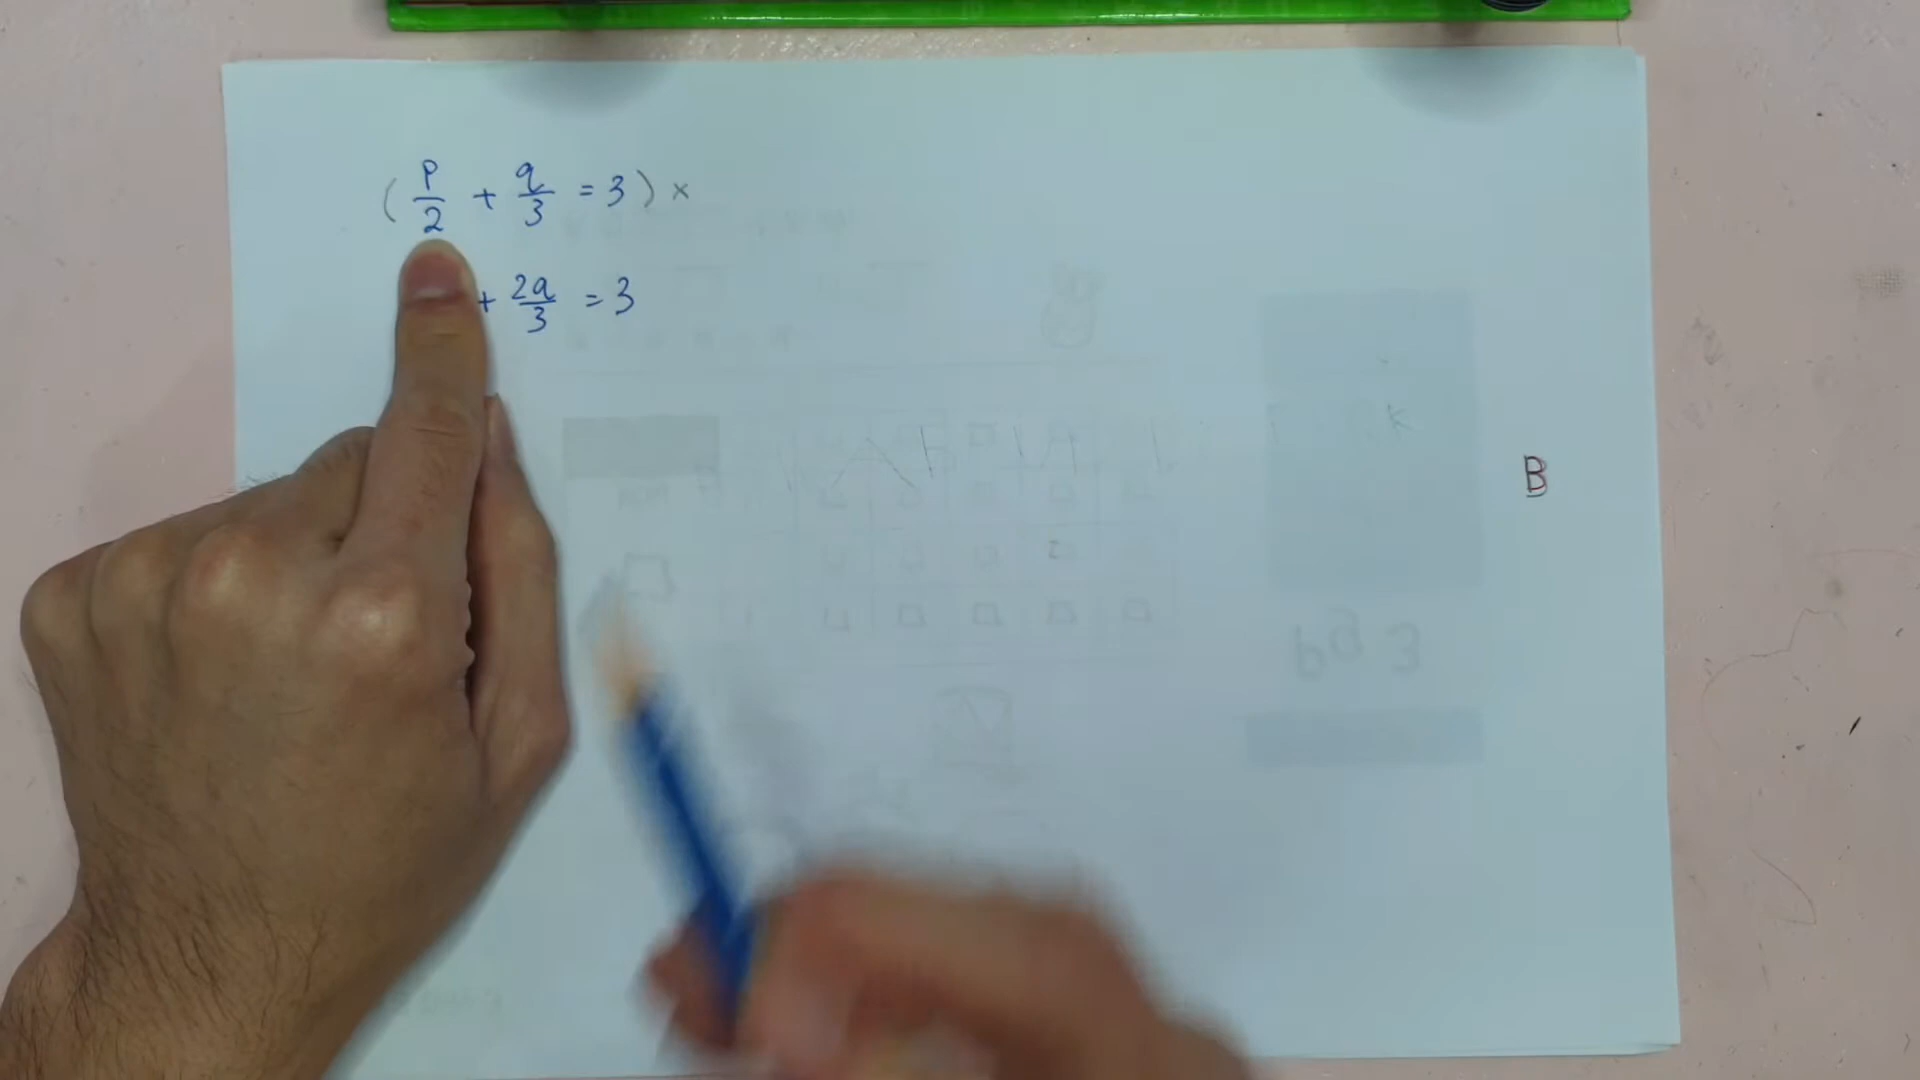 (p/2 + q/3 = 3) ×
+ 2q/3 = 3
B